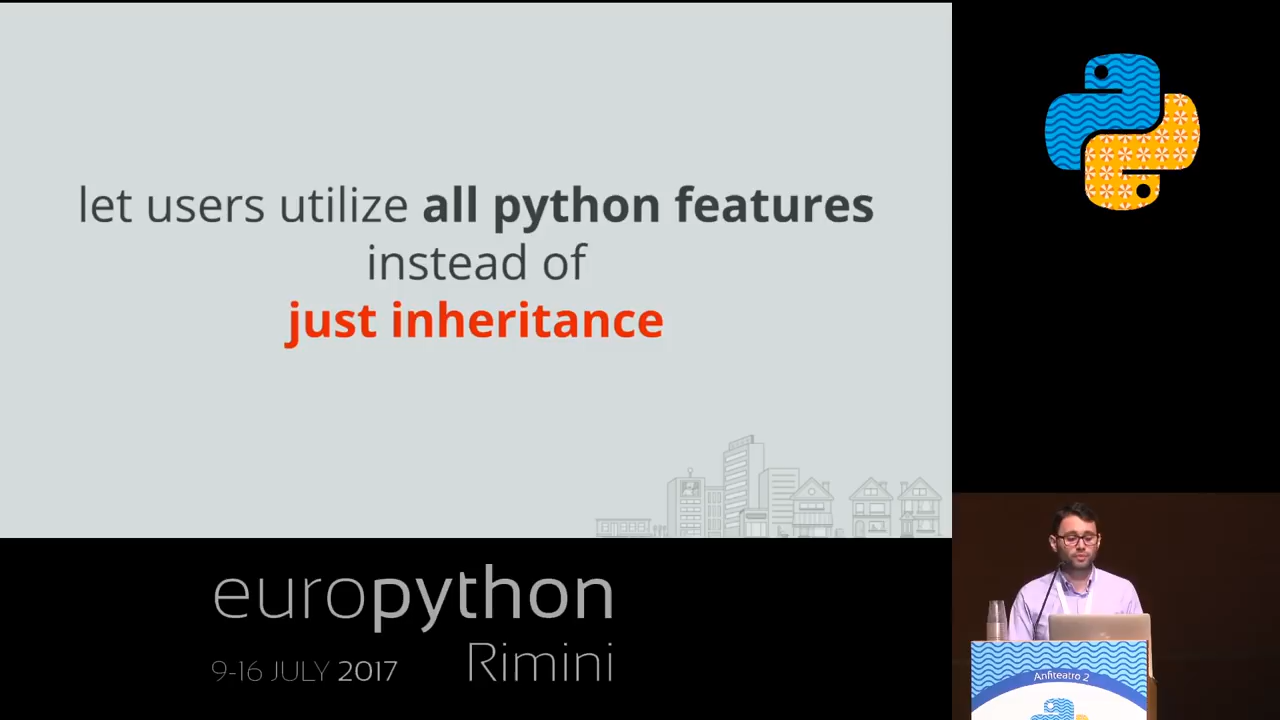 let users utilize all python features
instead of
just inheritance
europython
9-16 JULY 2017
Rimini
Anfiteatro 2